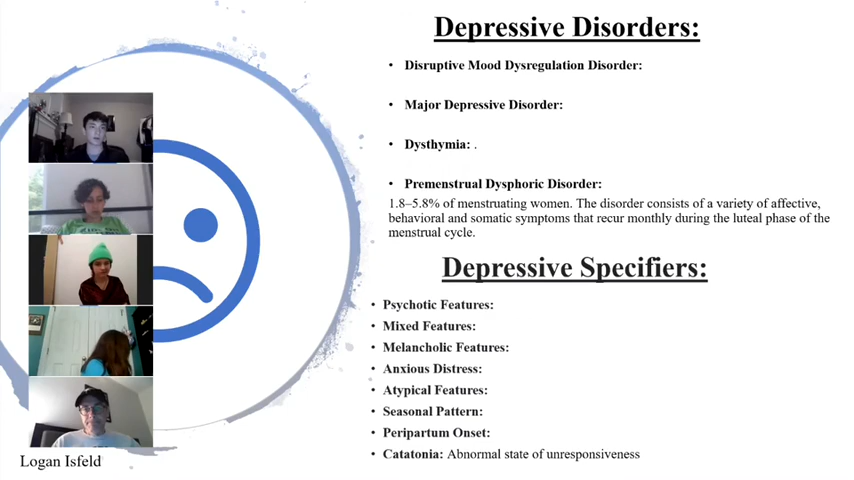 Depressive Disorders:
• Disruptive Mood Dysregulation Disorder:
• Major Depressive Disorder:
• Dysthymia: .
• Premenstrual Dysphoric Disorder:
1.8–5.8% of menstruating women. The disorder consists of a variety of affective,
behavioral and somatic symptoms that recur monthly during the luteal phase of the
menstrual cycle.
Depressive Specifiers:
• Psychotic Features:
• Mixed Features:
• Melancholic Features:
• Anxious Distress:
• Atypical Features:
• Seasonal Pattern:
• Peripartum Onset:
• Catatonia: Abnormal state of unresponsiveness
Logan Isfeld